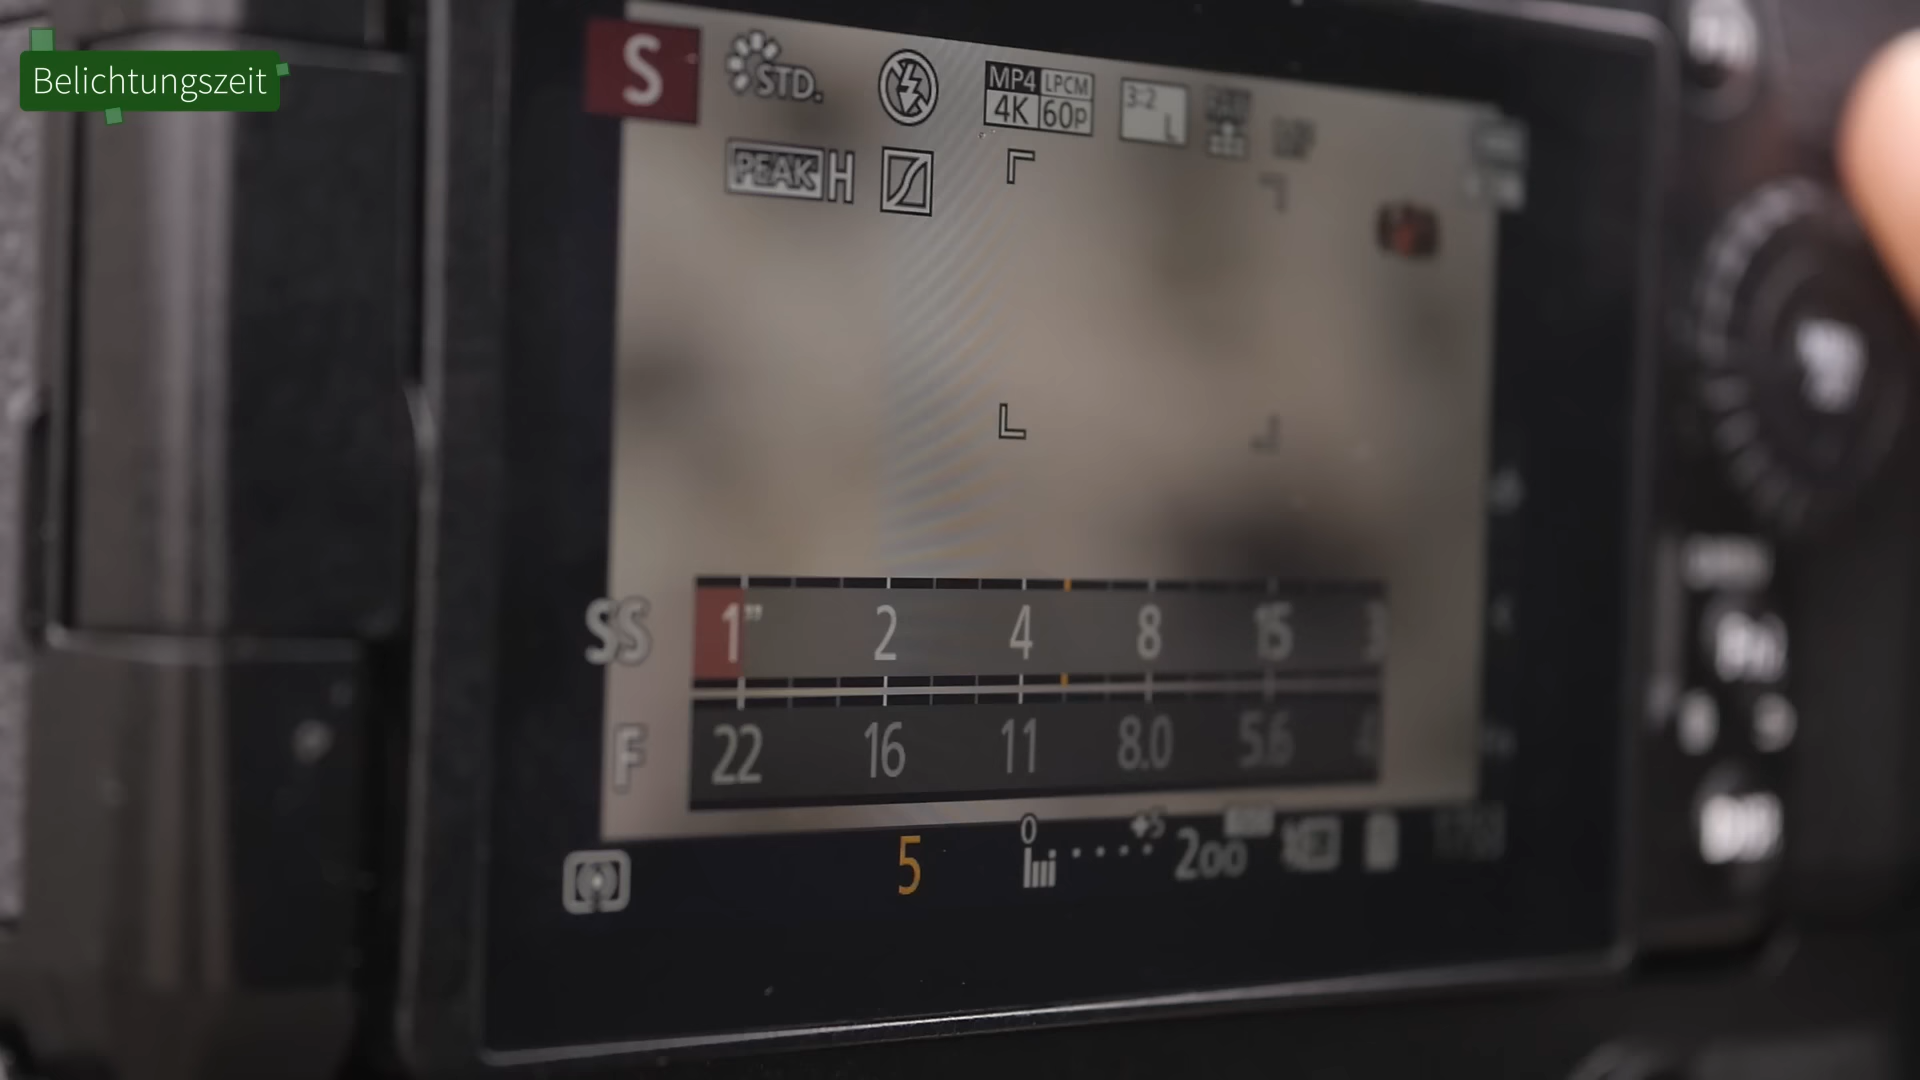 Belichtungszeit
S STD. MP4 LPCM 3:2
4K 60p L
PEAK H
SS 1" 2 4 8 15
F 22 16 11 8.0 5.6
0 +5
5 200